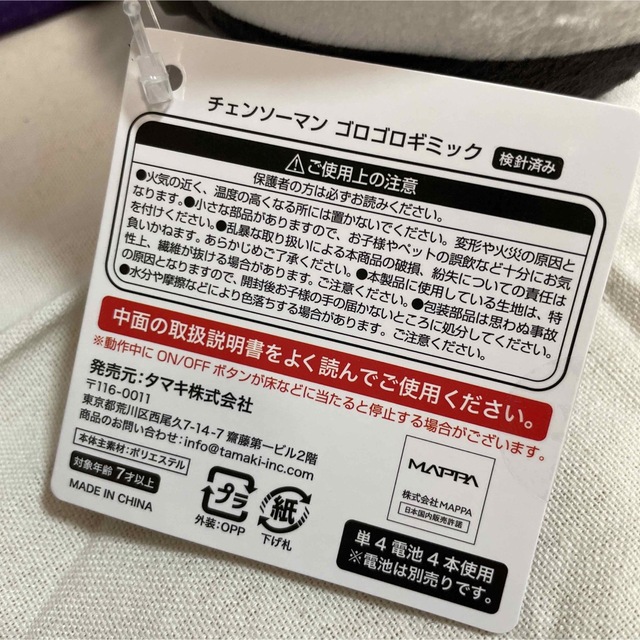 チェンソーマン ゴロゴロギミック 検針済み
⚠ご使用上の注意
保護者の方は必ずお読みください。
●火気の近く、温度の高くなる所には置かないでください。変形や火災の原因と
なります。●小さな部品がありますので、お子様やペットの誤飲など十分にお気
を付けください。●乱暴な取り扱いによる本商品の破損、紛失についての責任は
負いかねます。あらかじめご了承ください。●本製品に使用している生地は、特
性上、繊維が抜ける場合があります。ご注意ください。●包装部品は思わぬ事故
の原因となりますので、開封後お子様の手の届かないところに処分してください。
●水分や摩擦などにより色落ちする場合があります。ご注意ください。
中面の取扱説明書をよく読んでご使用ください。
※動作中に ON/OFF ボタンが床などに当たると停止する場合がございます。
発売元:タマキ株式会社
〒116-0011
東京都荒川区西尾久7-14-7 齋藤第一ビル2階
商品のお問い合わせ:info@tamaki-inc.com
本体主素材:ポリエステル
対象年齢7才以上
MADE IN CHINA
プラ
外装:OPP
紙
下げ札
MAPPA
株式会社MAPPA
日本国内販売許諾
単4電池4本使用
※電池は別売りです。